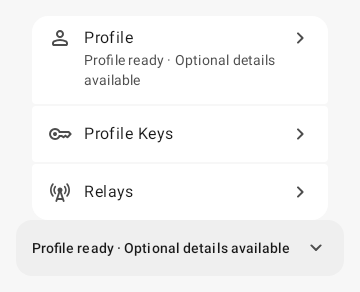 Profile
Profile ready · Optional details
available
Profile Keys
Relays
Profile ready · Optional details available